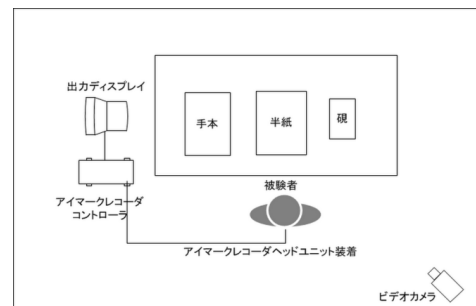 出力ディスプレイ
手本
半紙
硯
アイマークレコーダ
コントローラ
被験者
アイマークレコーダヘッドユニット装着
ビデオカメラ